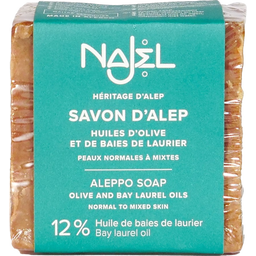 NAJEL
HÉRITAGE D'ALEP
SAVON D'ALEP
HUILES D'OLIVE
ET DE BAIES DE LAURIER
PEAUX NORMALES À MIXTES
ALEPPO SOAP
OLIVE AND BAY LAUREL OILS
NORMAL TO MIXED SKIN
12% Huile de baies de laurier
Bay laurel oil